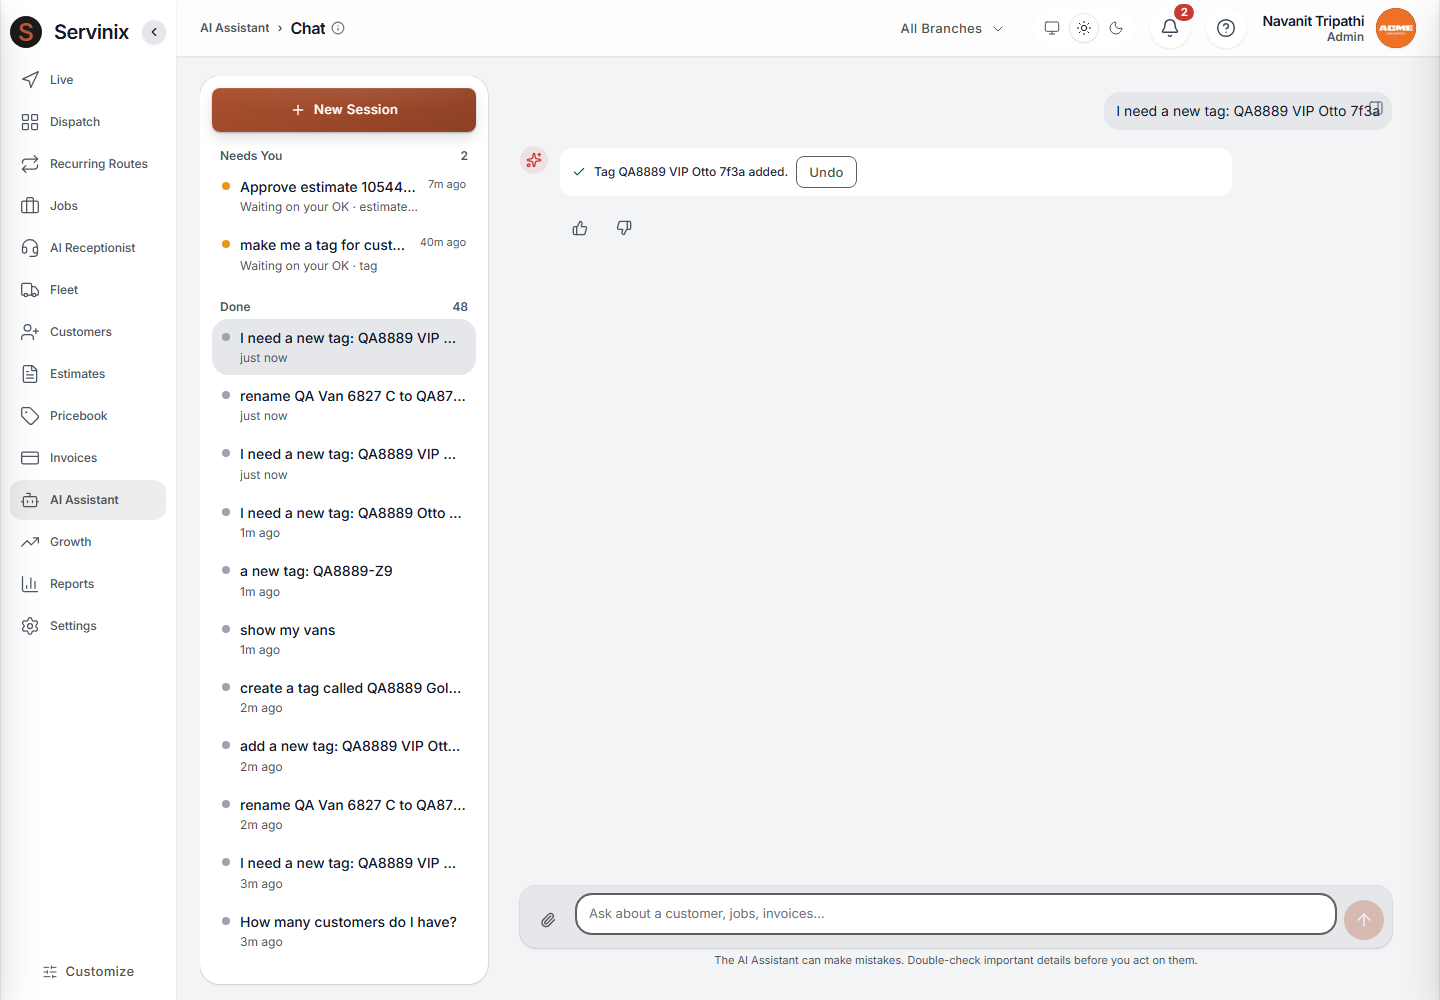 Servinix
Live
Dispatch
Recurring Routes
Jobs
AI Receptionist
Fleet
Customers
Estimates
Pricebook
Invoices
AI Assistant
Growth
Reports
Settings
Customize
AI Assistant › Chat
All Branches
2
Navanit Tripathi
Admin
ACME
New Session
Needs You 2
Approve estimate 10544... 7m ago
Waiting on your OK · estimate...
make me a tag for cust... 40m ago
Waiting on your OK · tag
Done 48
I need a new tag: QA8889 VIP ...
just now
rename QA Van 6827 C to QA87...
just now
I need a new tag: QA8889 VIP ...
just now
I need a new tag: QA8889 Otto ...
1m ago
a new tag: QA8889-Z9
1m ago
show my vans
1m ago
create a tag called QA8889 Gol...
2m ago
add a new tag: QA8889 VIP Ott...
2m ago
rename QA Van 6827 C to QA87...
2m ago
I need a new tag: QA8889 VIP ...
3m ago
How many customers do I have?
3m ago
I need a new tag: QA8889 VIP Otto 7f3a
Tag QA8889 VIP Otto 7f3a added. Undo
Ask about a customer, jobs, invoices...
The AI Assistant can make mistakes. Double-check important details before you act on them.